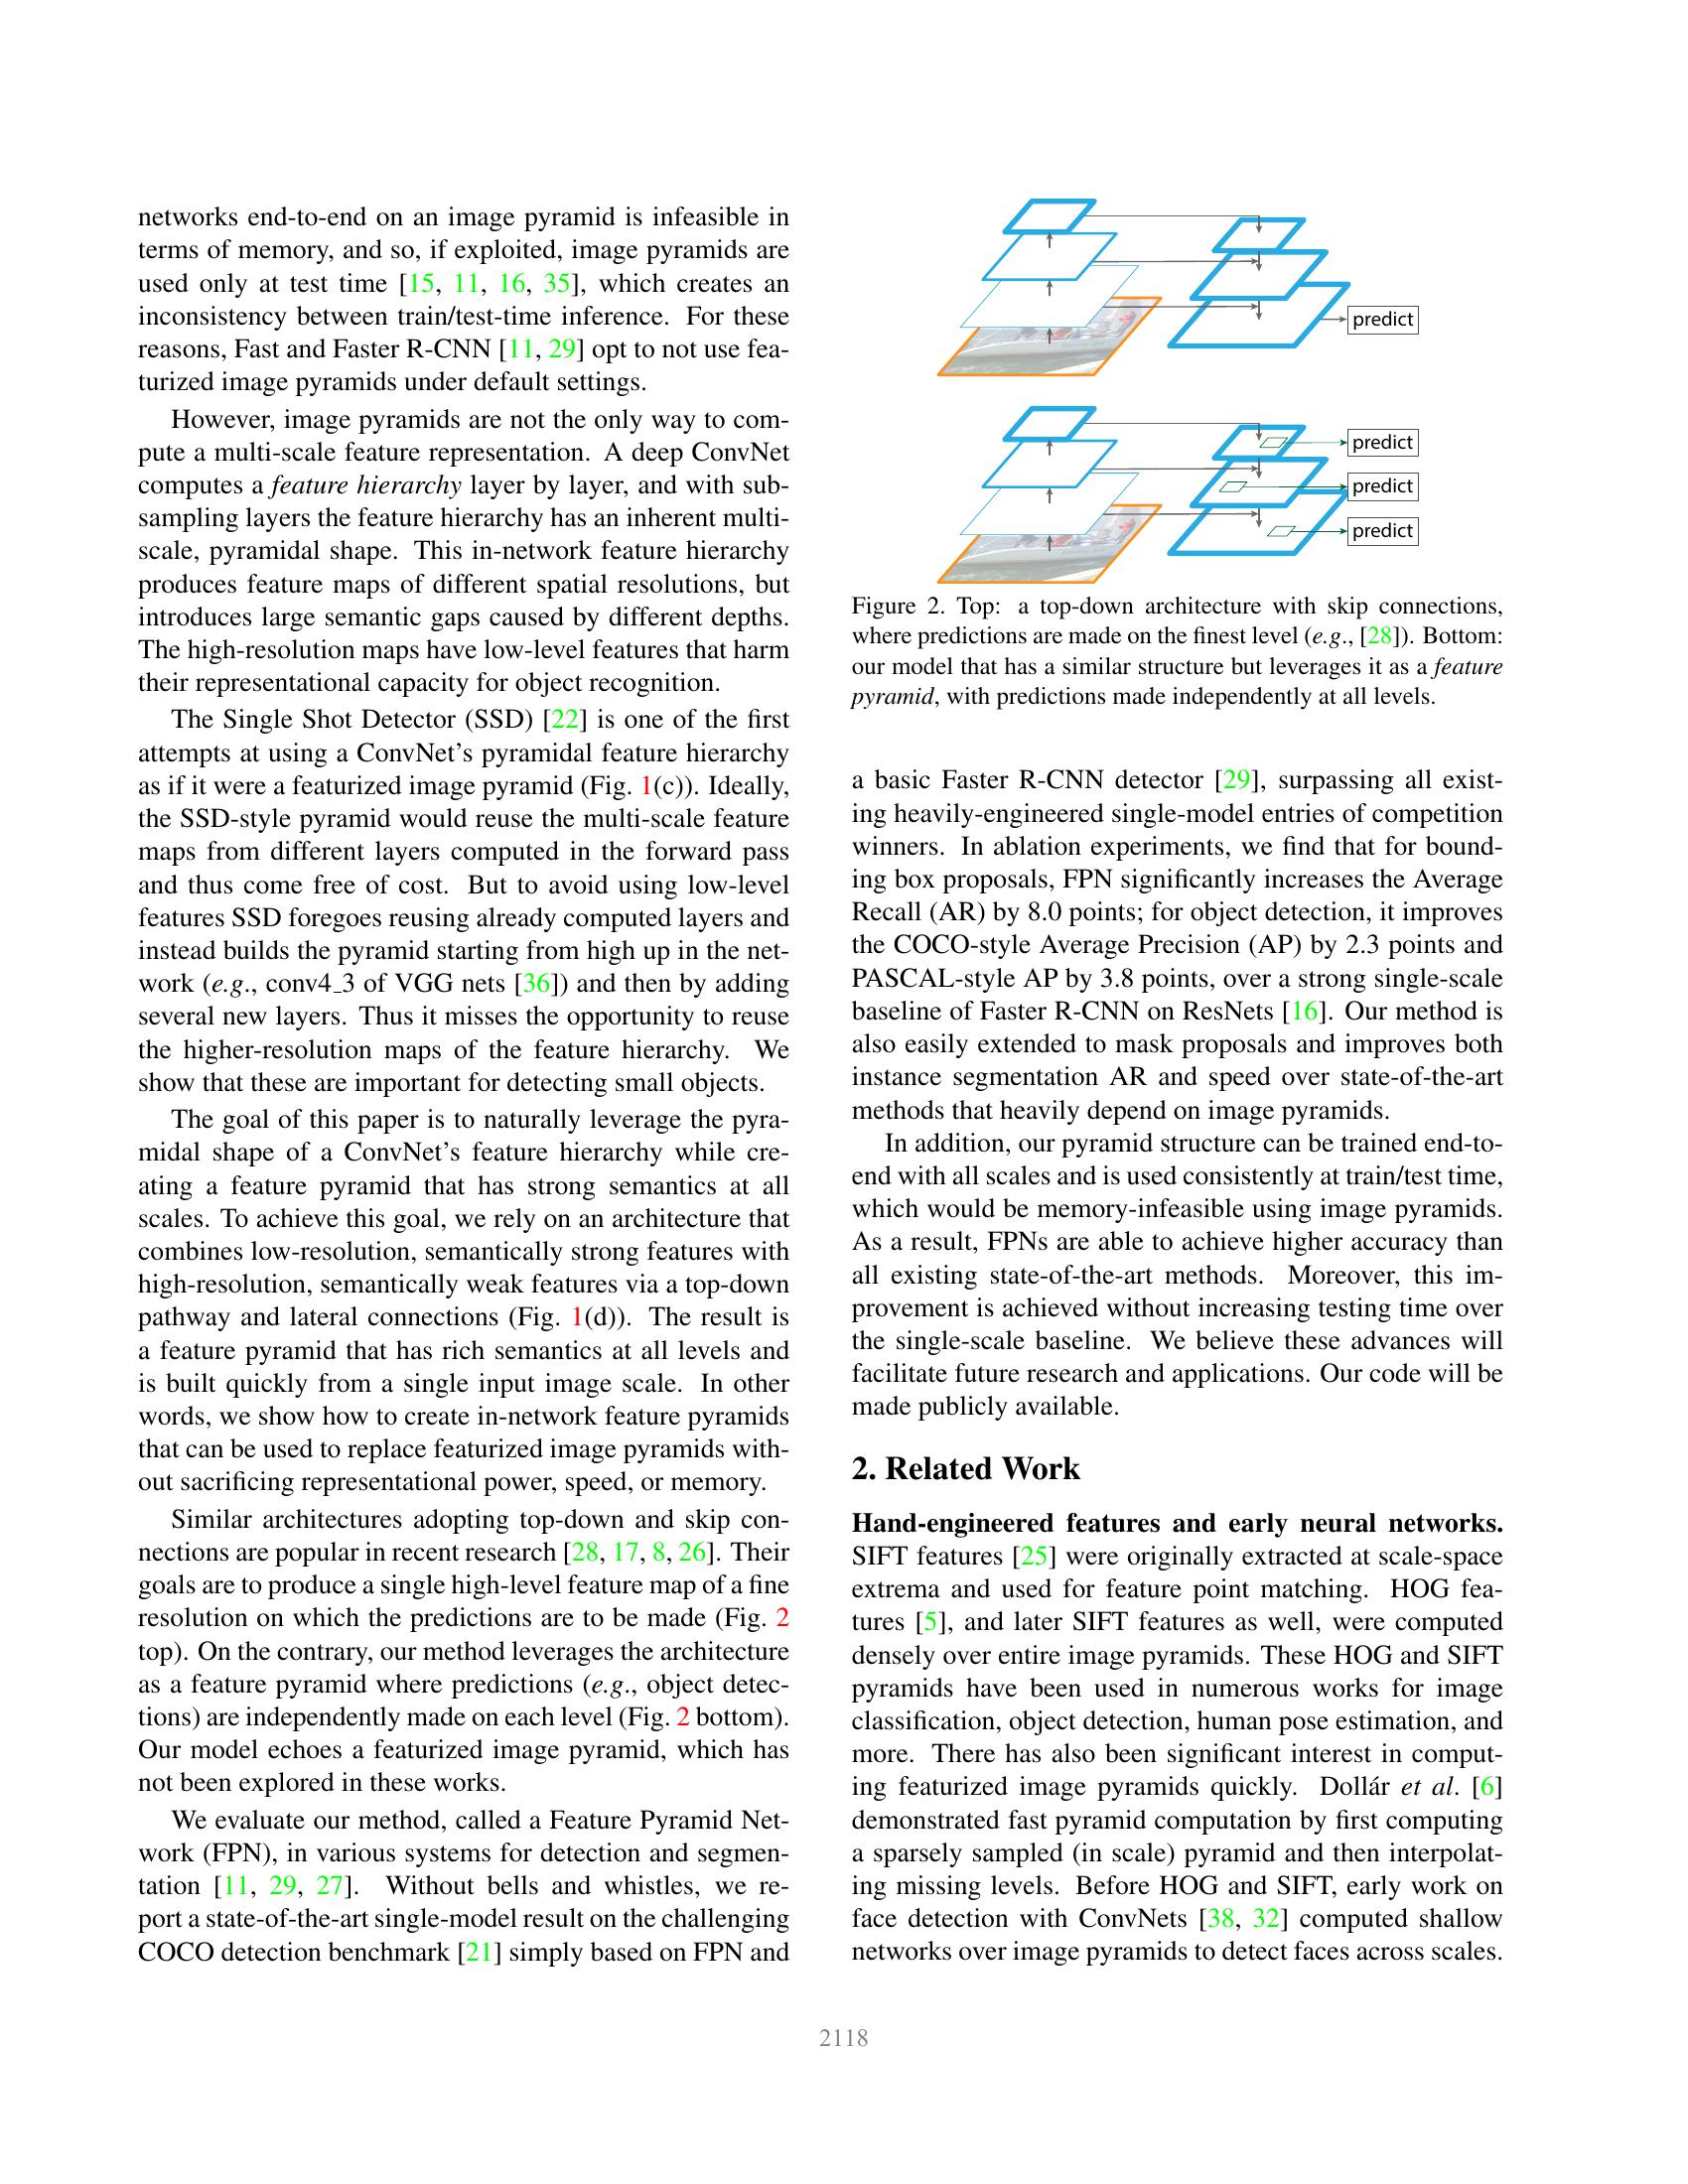 networks end-to-end on an image pyramid is infeasible in
terms of memory, and so, if exploited, image pyramids are
used only at test time [15, 11, 16, 35], which creates an
inconsistency between train/test-time inference. For these
reasons, Fast and Faster R-CNN [11, 29] opt to not use fea-
turized image pyramids under default settings.
However, image pyramids are not the only way to com-
pute a multi-scale feature representation. A deep ConvNet
computes a feature hierarchy layer by layer, and with sub-
sampling layers the feature hierarchy has an inherent multi-
scale, pyramidal shape. This in-network feature hierarchy
produces feature maps of different spatial resolutions, but
introduces large semantic gaps caused by different depths.
The high-resolution maps have low-level features that harm
their representational capacity for object recognition.
The Single Shot Detector (SSD) [22] is one of the first
attempts at using a ConvNet's pyramidal feature hierarchy
as if it were a featurized image pyramid (Fig. 1(c)). Ideally,
the SSD-style pyramid would reuse the multi-scale feature
maps from different layers computed in the forward pass
and thus come free of cost. But to avoid using low-level
features SSD foregoes reusing already computed layers and
instead builds the pyramid starting from high up in the net-
work (e.g., conv4_3 of VGG nets [36]) and then by adding
several new layers. Thus it misses the opportunity to reuse
the higher-resolution maps of the feature hierarchy. We
show that these are important for detecting small objects.
The goal of this paper is to naturally leverage the pyra-
midal shape of a ConvNet's feature hierarchy while cre-
ating a feature pyramid that has strong semantics at all
scales. To achieve this goal, we rely on an architecture that
combines low-resolution, semantically strong features with
high-resolution, semantically weak features via a top-down
pathway and lateral connections (Fig. 1(d)). The result is
a feature pyramid that has rich semantics at all levels and
is built quickly from a single input image scale. In other
words, we show how to create in-network feature pyramids
that can be used to replace featurized image pyramids with-
out sacrificing representational power, speed, or memory.
Similar architectures adopting top-down and skip con-
nections are popular in recent research [28, 17, 8, 26]. Their
goals are to produce a single high-level feature map of a fine
resolution on which the predictions are to be made (Fig. 2
top). On the contrary, our method leverages the architecture
as a feature pyramid where predictions (e.g., object detec-
tions) are independently made on each level (Fig. 2 bottom).
Our model echoes a featurized image pyramid, which has
not been explored in these works.
We evaluate our method, called a Feature Pyramid Net-
work (FPN), in various systems for detection and segmen-
tation [11, 29, 27]. Without bells and whistles, we re-
port a state-of-the-art single-model result on the challenging
COCO detection benchmark [21] simply based on FPN and
predict
predict
predict
predict
Figure 2. Top: a top-down architecture with skip connections,
where predictions are made on the finest level (e.g., [28]). Bottom:
our model that has a similar structure but leverages it as a feature
pyramid, with predictions made independently at all levels.
a basic Faster R-CNN detector [29], surpassing all exist-
ing heavily-engineered single-model entries of competition
winners. In ablation experiments, we find that for bound-
ing box proposals, FPN significantly increases the Average
Recall (AR) by 8.0 points; for object detection, it improves
the COCO-style Average Precision (AP) by 2.3 points and
PASCAL-style AP by 3.8 points, over a strong single-scale
baseline of Faster R-CNN on ResNets [16]. Our method is
also easily extended to mask proposals and improves both
instance segmentation AR and speed over state-of-the-art
methods that heavily depend on image pyramids.
In addition, our pyramid structure can be trained end-to-
end with all scales and is used consistently at train/test time,
which would be memory-infeasible using image pyramids.
As a result, FPNs are able to achieve higher accuracy than
all existing state-of-the-art methods. Moreover, this im-
provement is achieved without increasing testing time over
the single-scale baseline. We believe these advances will
facilitate future research and applications. Our code will be
made publicly available.
2. Related Work
Hand-engineered features and early neural networks.
SIFT features [25] were originally extracted at scale-space
extrema and used for feature point matching. HOG fea-
tures [5], and later SIFT features as well, were computed
densely over entire image pyramids. These HOG and SIFT
pyramids have been used in numerous works for image
classification, object detection, human pose estimation, and
more. There has also been significant interest in comput-
ing featurized image pyramids quickly. Dollár et al. [6]
demonstrated fast pyramid computation by first computing
a sparsely sampled (in scale) pyramid and then interpolat-
ing missing levels. Before HOG and SIFT, early work on
face detection with ConvNets [38, 32] computed shallow
networks over image pyramids to detect faces across scales.
2118